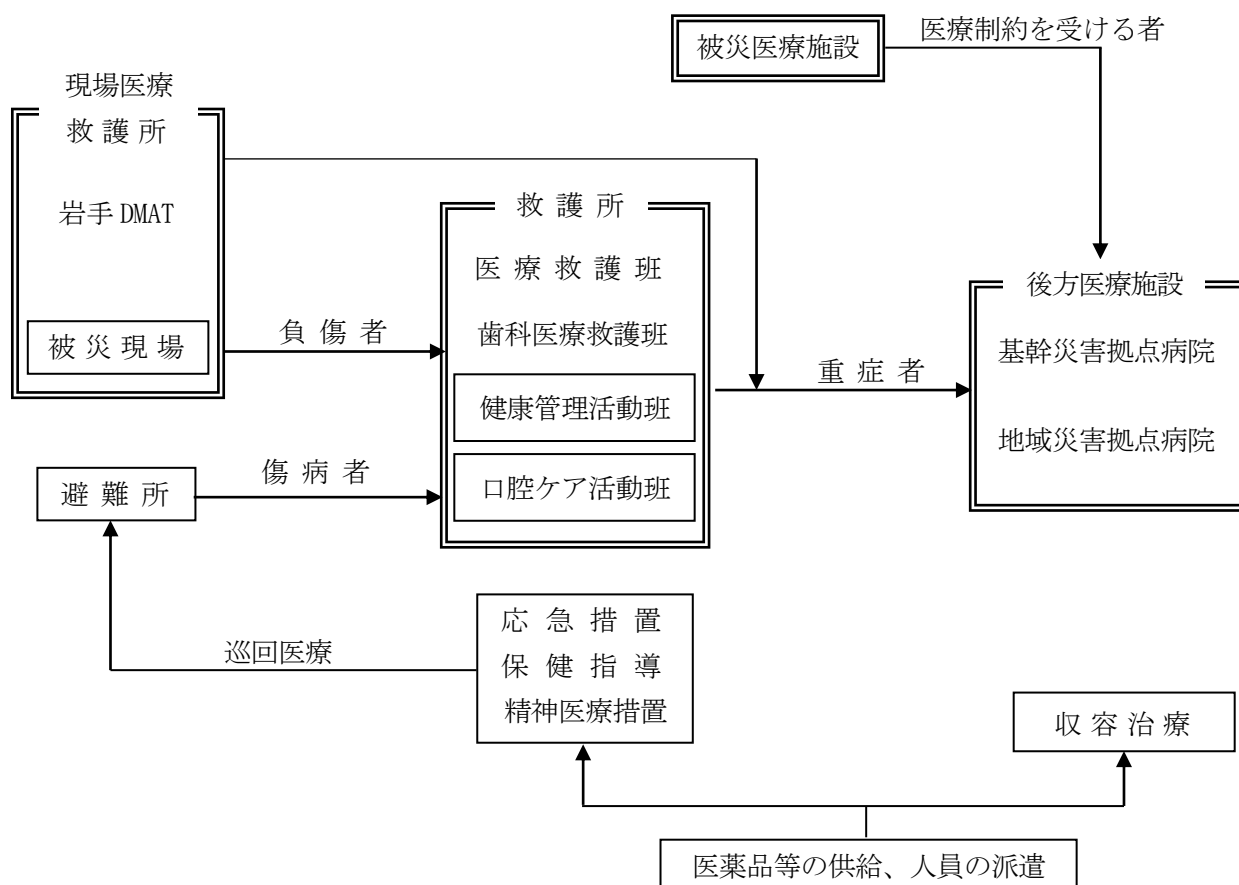 被災医療施設
医療制約を受ける者
現場医療
救護所
岩手 DMAT
被災現場
負傷者
救護所
医療救護班
歯科医療救護班
健康管理活動班
口腔ケア活動班
重症者
後方医療施設
基幹災害拠点病院
地域災害拠点病院
避難所
傷病者
巡回医療
応急措置
保健指導
精神医療措置
収容治療
医薬品等の供給、人員の派遣